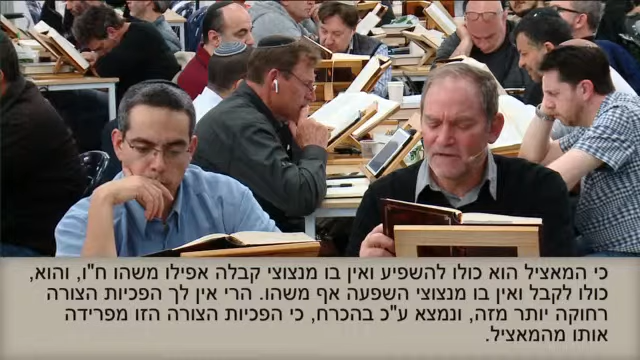 כי המאציל הוא כולו להשפיע ואין בו מנצוצי קבלה אפילו משהו ח"ו, והוא,
כולו לקבל ואין בו מנצוצי השפעה אף משהו. הרי אין לך הפכיות הצורה
רחוקה יותר מזה, ונמצא ע"כ בהכרח, כי הפכיות הצורה הזו מפרידה
אותו מהמאציל.